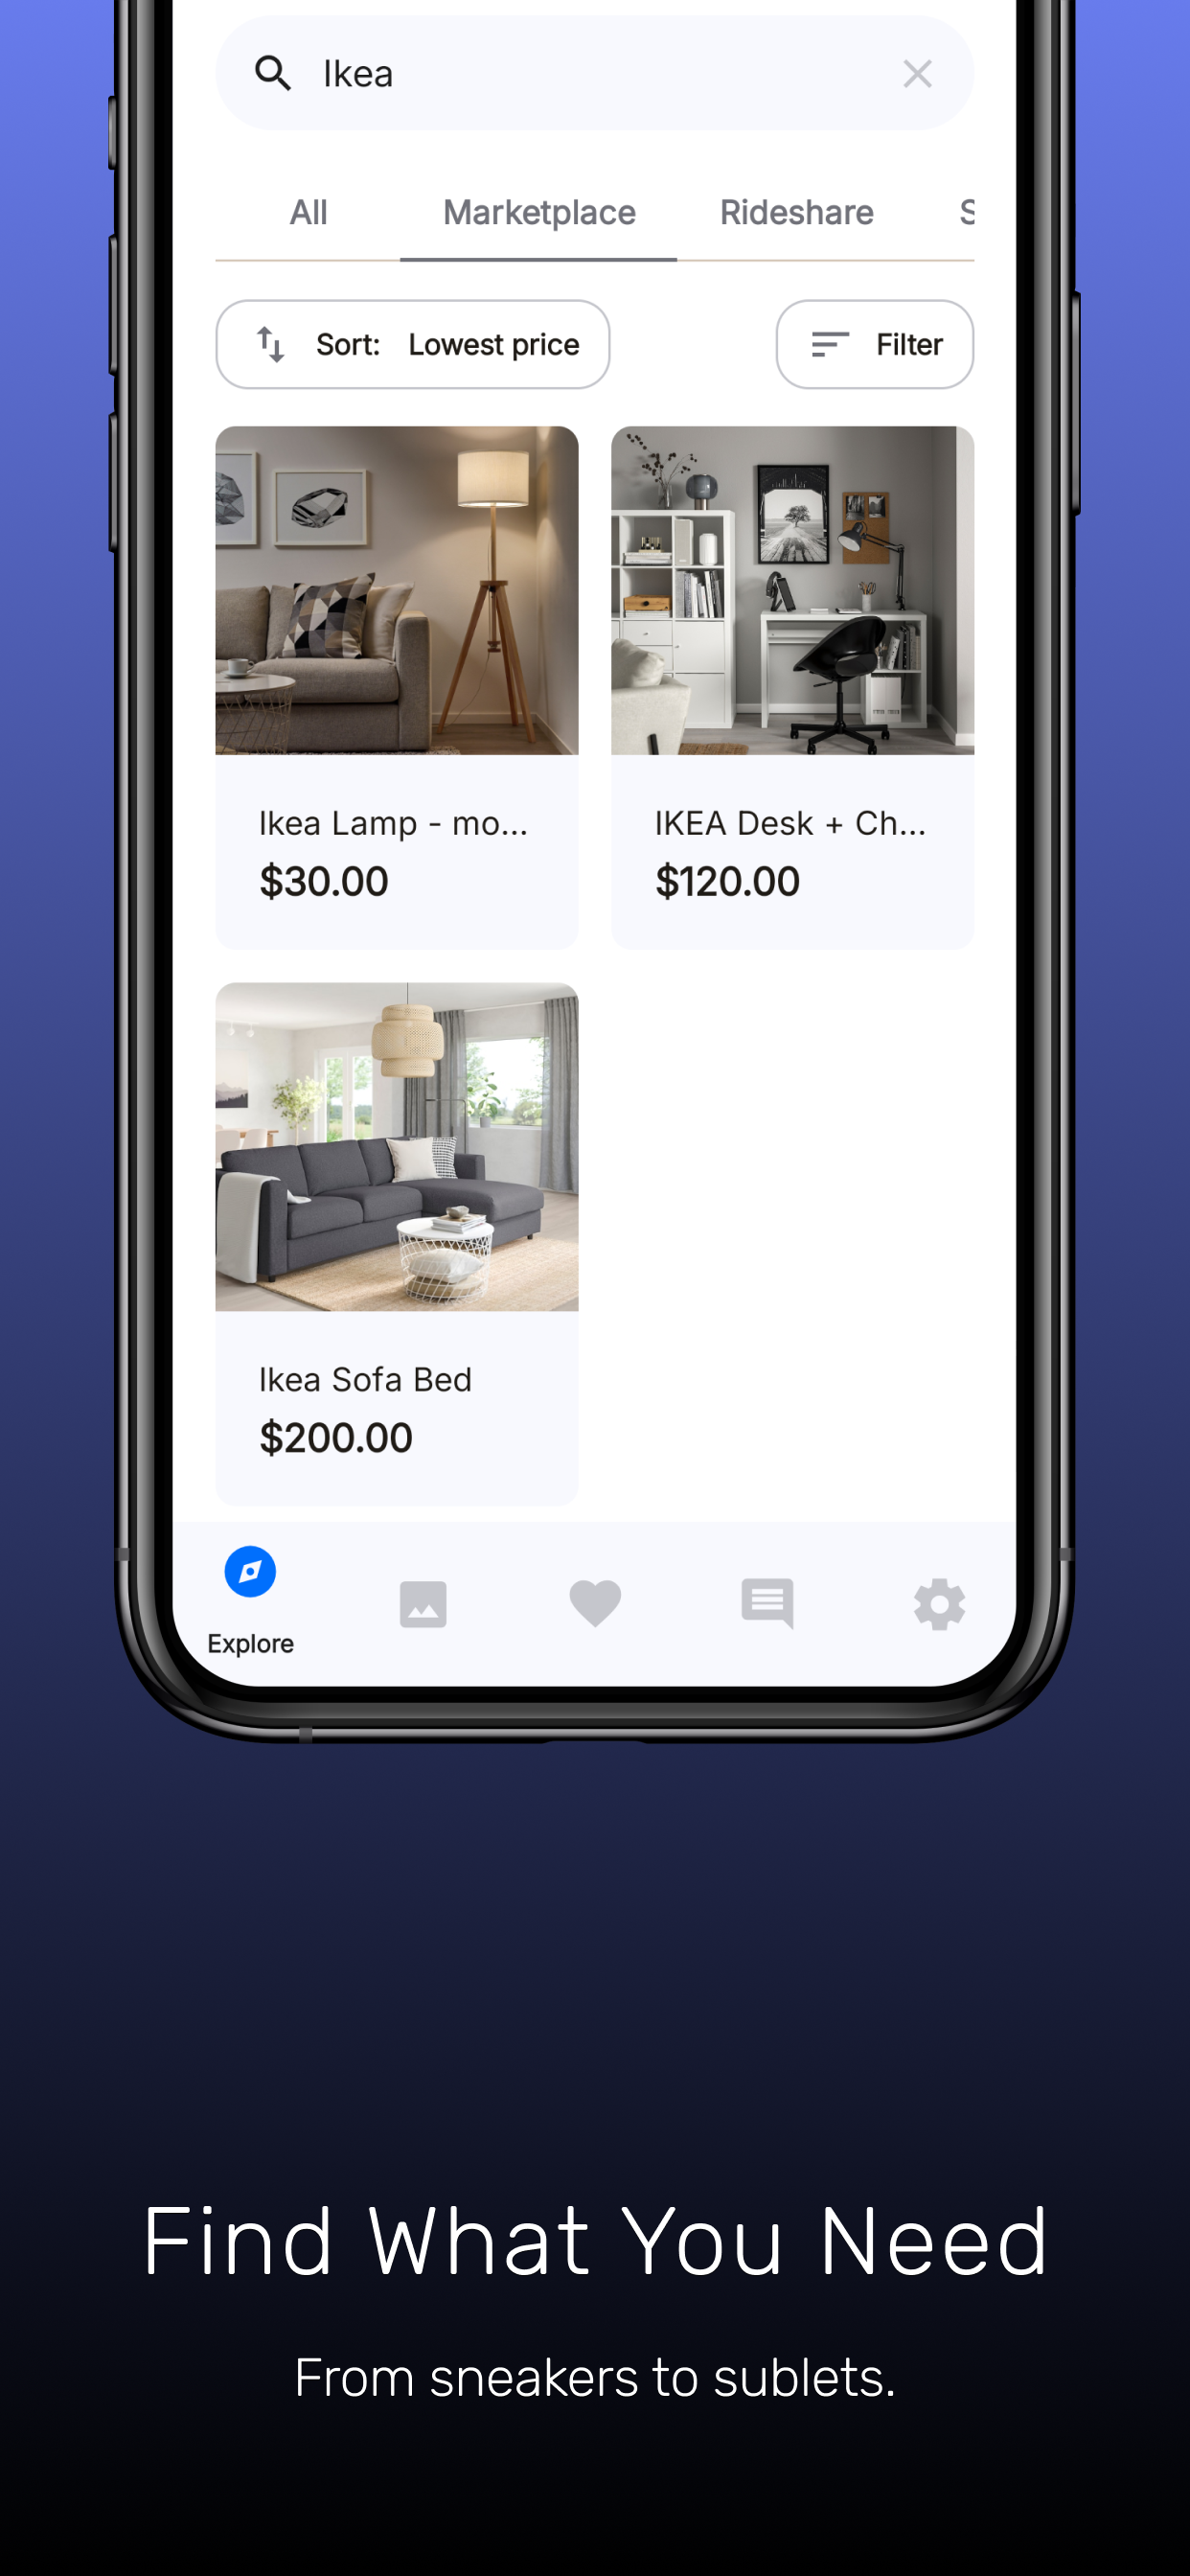 Ikea
All Marketplace Rideshare S
Sort: Lowest price Filter
Ikea Lamp - mo... IKEA Desk + Ch...
$30.00 $120.00
Ikea Sofa Bed
$200.00
Explore
Find What You Need
From sneakers to sublets.